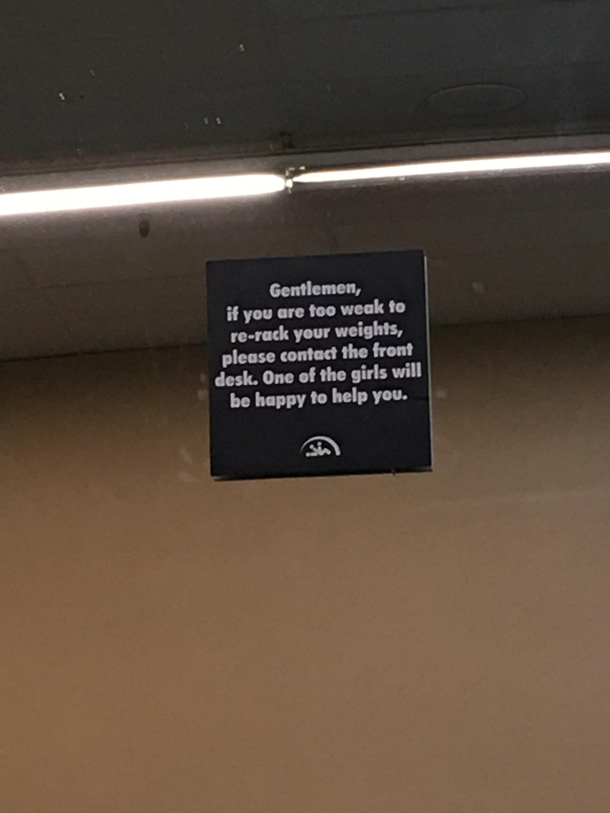 Gentlemen,
if you are too weak to
re-rack your weights,
please contact the front
desk. One of the girls will
be happy to help you.